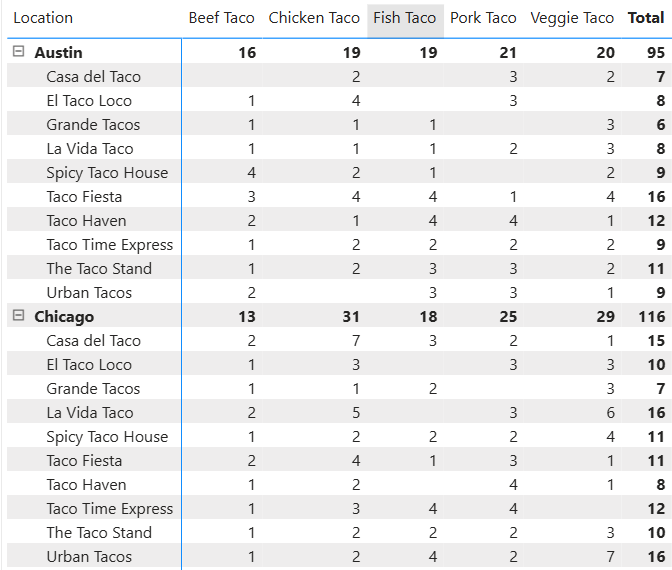 Location Beef Taco Chicken Taco Fish Taco Pork Taco Veggie Taco Total
Austin 16 19 19 21 20 95
Casa del Taco 2 3 2 7
El Taco Loco 1 4 3 8
Grande Tacos 1 1 1 3 6
La Vida Taco 1 1 1 2 3 8
Spicy Taco House 4 2 1 2 9
Taco Fiesta 3 4 4 1 4 16
Taco Haven 2 1 4 4 1 12
Taco Time Express 1 2 2 2 2 9
The Taco Stand 1 2 3 3 2 11
Urban Tacos 2 3 3 1 9
Chicago 13 31 18 25 29 116
Casa del Taco 2 7 3 2 1 15
El Taco Loco 1 3 3 3 10
Grande Tacos 1 1 2 3 7
La Vida Taco 2 5 3 6 16
Spicy Taco House 1 2 2 2 4 11
Taco Fiesta 2 4 1 3 1 11
Taco Haven 1 2 4 1 8
Taco Time Express 1 3 4 4 12
The Taco Stand 1 2 2 2 3 10
Urban Tacos 1 2 4 2 7 16